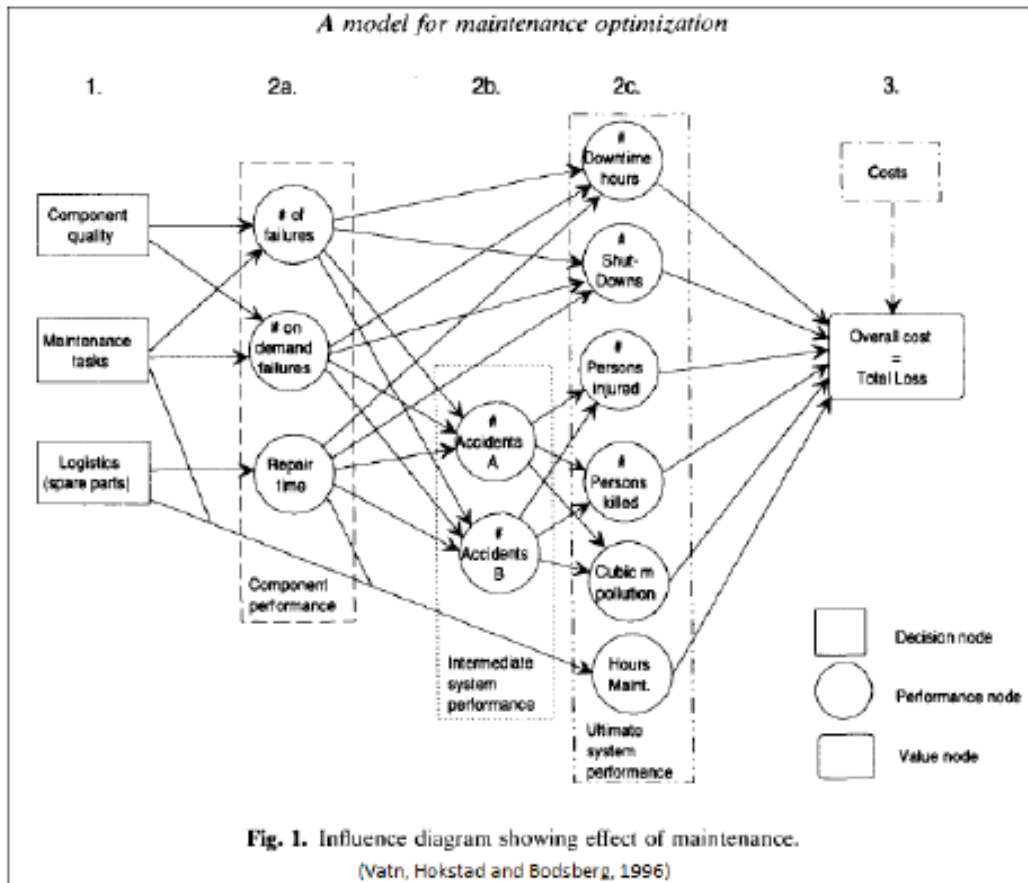 A model for maintenance optimization
1.
2a.
2b.
2c.
3.
Component
quality
Maintenance
tasks
Logistics
(spare parts)
# of
failures
# on
demand
failures
Repair
time
Component
performance
#
Accidents
A
#
Accidents
B
Intermediate
system
performance
#
Downtime
hours
#
Shut-
Downs
#
Persons
injured
#
Persons
killed
Cubic m
pollution
Hours
Maint.
Ultimate
system
performance
Costs
Overall cost
=
Total Loss
Decision node
Performance node
Value node
Fig. 1. Influence diagram showing effect of maintenance.
(Vatn, Hokstad and Bodsberg, 1996)